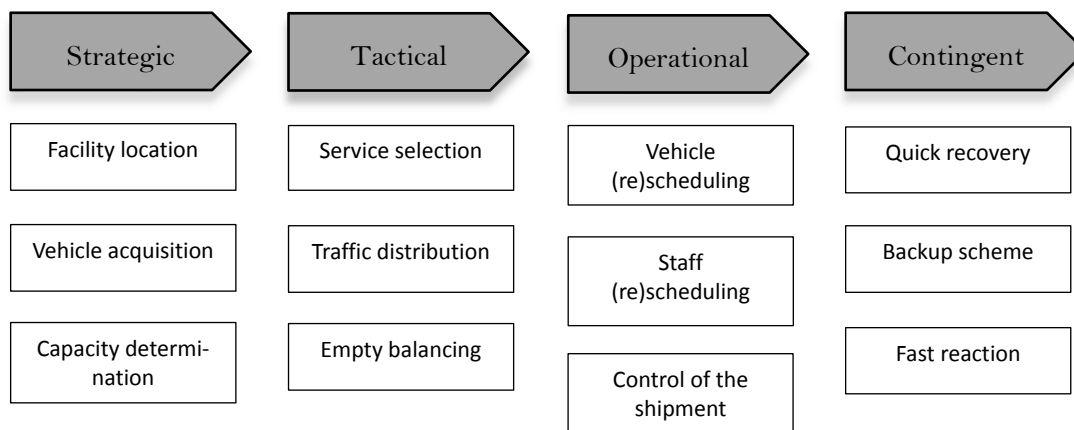 Strategic
Tactical
Operational
Contingent
Facility location
Service selection
Vehicle
(re)scheduling
Quick recovery
Vehicle acquisition
Traffic distribution
Staff
(re)scheduling
Backup scheme
Capacity determi-
nation
Empty balancing
Control of the
shipment
Fast reaction